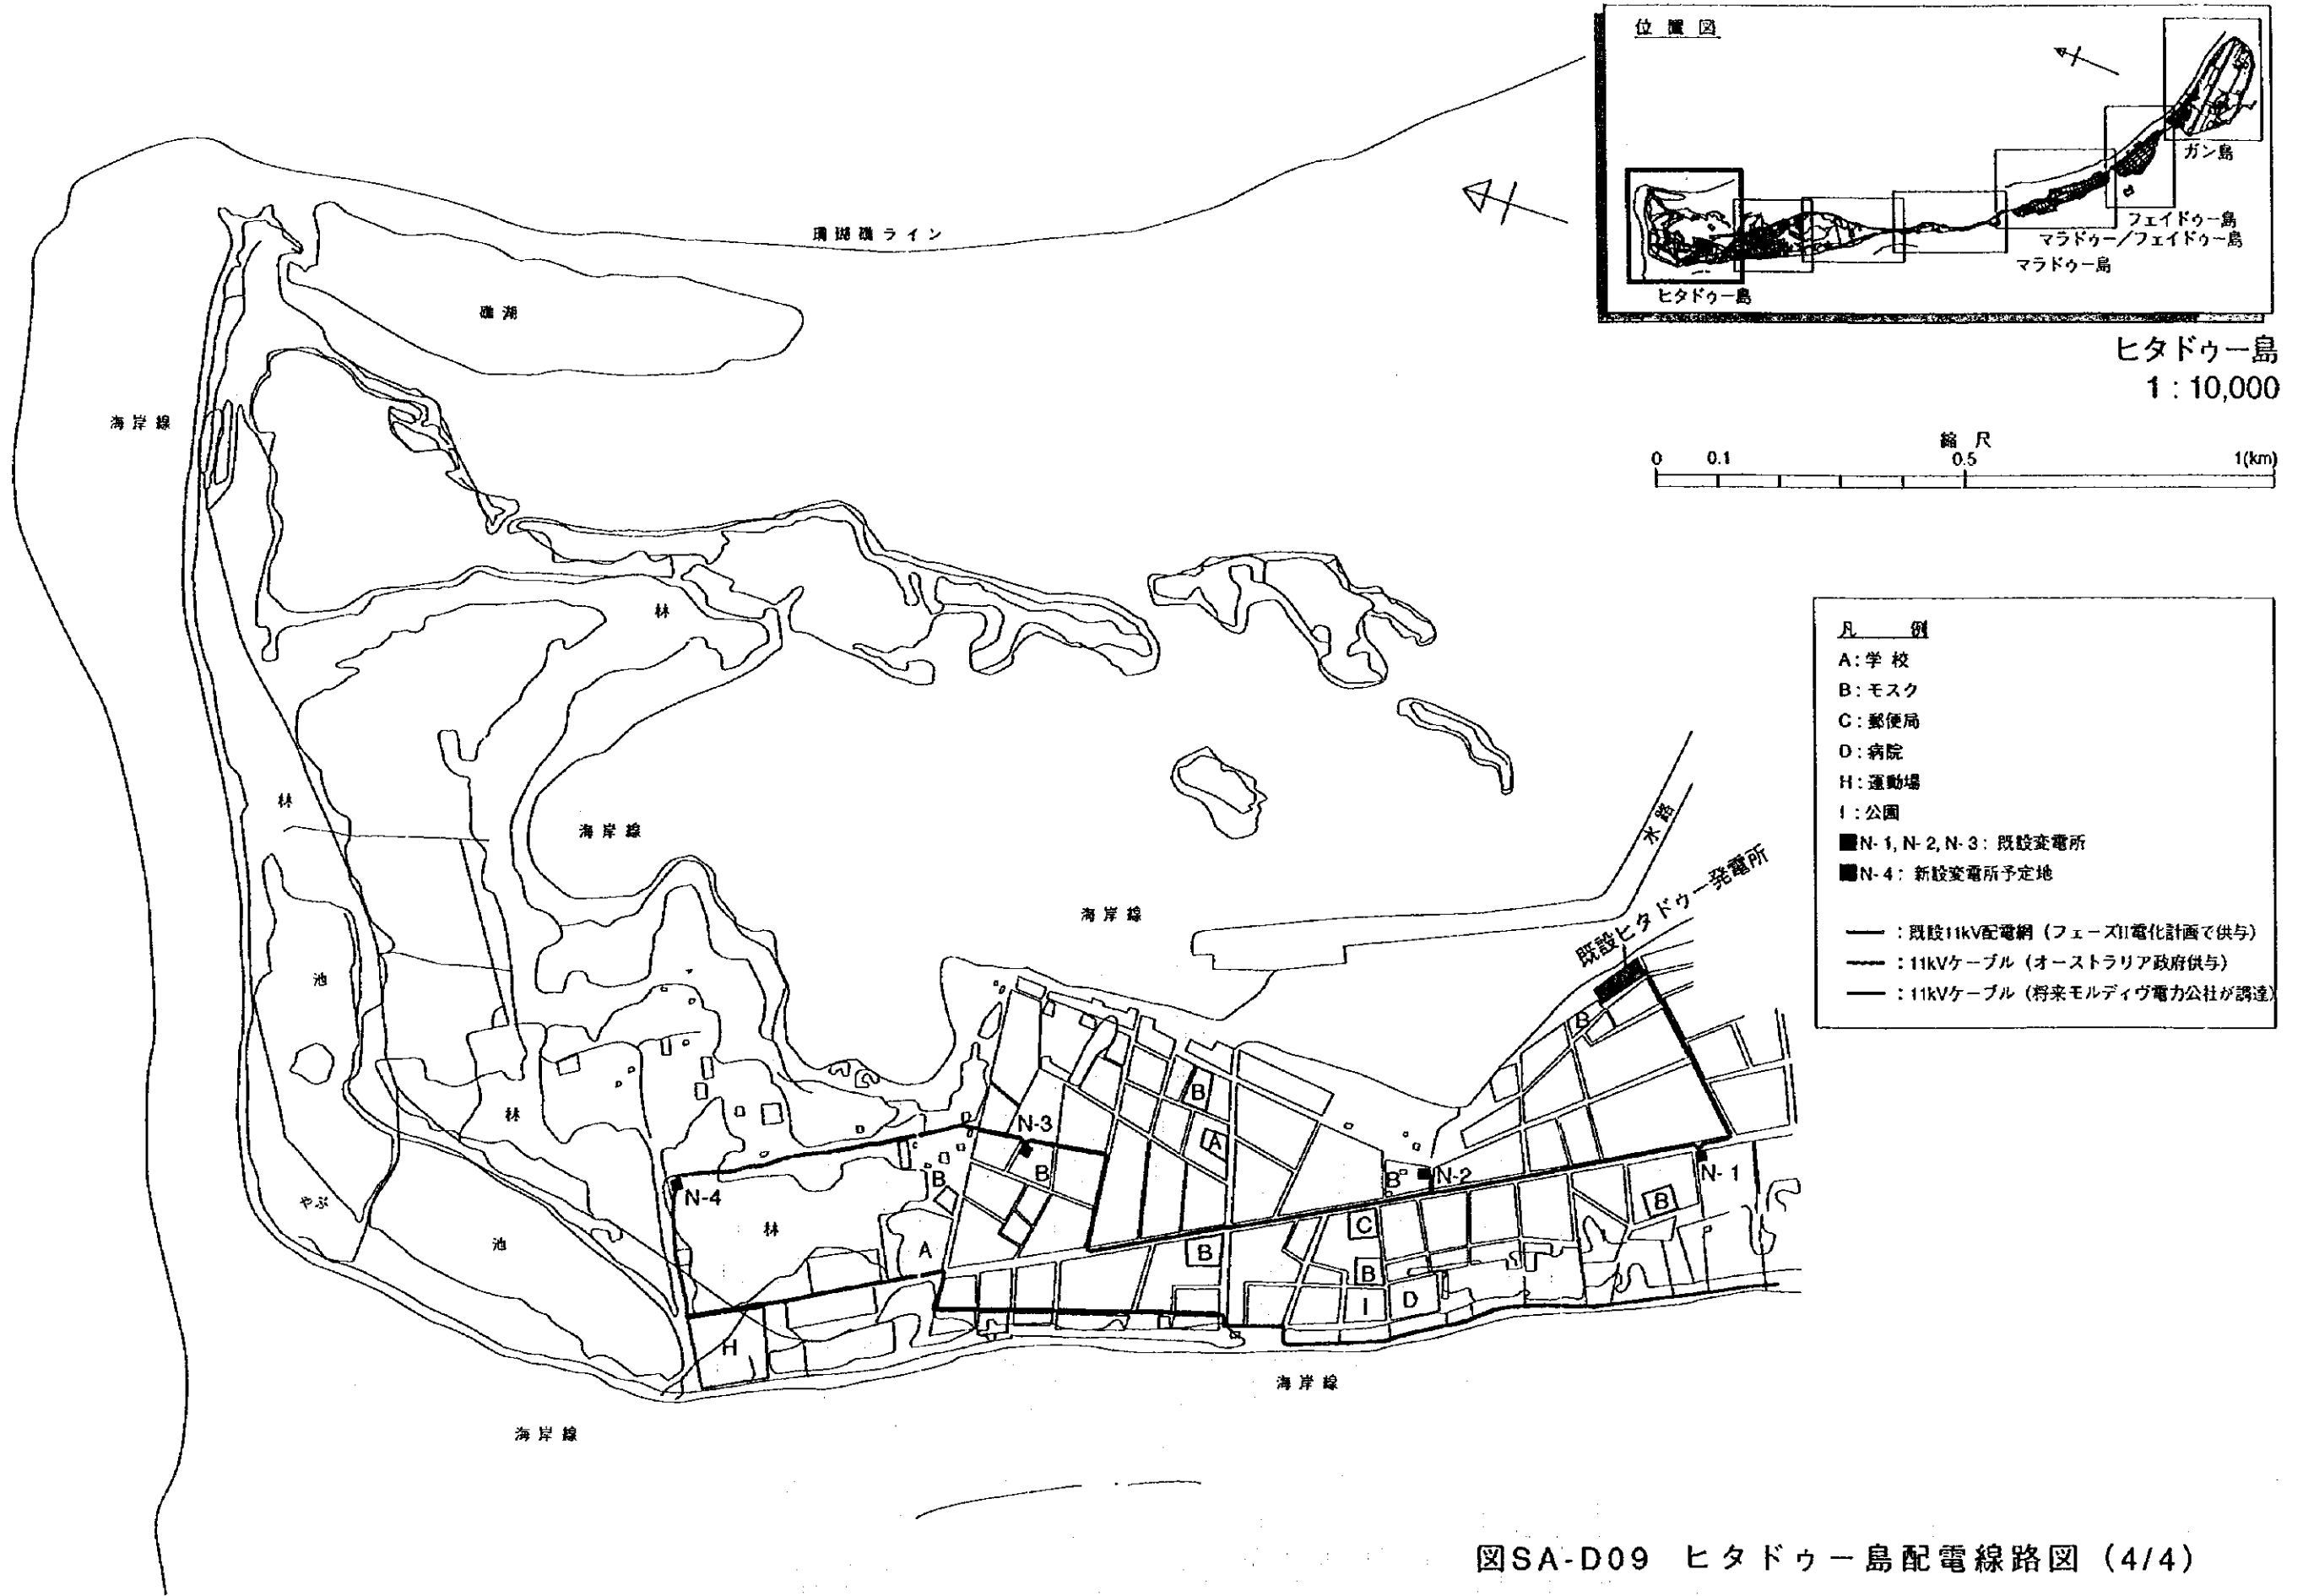 位置図
ガン島
フェイドゥー島
マラドゥー/フェイドゥー島
マラドゥー島
ヒタドゥー島
ヒタドゥー島
1 : 10,000
縮尺
0 0.1 0.5 1(km)
珊瑚礁ライン
礁湖
海岸線
林
林
海岸線
海岸線
水路
既設ヒタドゥー発電所
凡 例
A : 学校
B : モスク
C : 郵便局
D : 病院
H : 運動場
I : 公園
N-1, N-2, N-3 : 既設変電所
N-4 : 新設変電所予定地
: 既設11kV配電網（フェーズII電化計画で供与）
: 11kVケーブル（オーストラリア政府供与）
: 11kVケーブル（将来モルディヴ電力公社が調達）
池
林
B
B
N-3
A
B
B
N-4
B
N-2
N-1
B
やぶ
池
林
A
B
C
B
I
D
H
海岸線
海岸線
図SA-D09 ヒタドゥー島配電線路図（4/4）